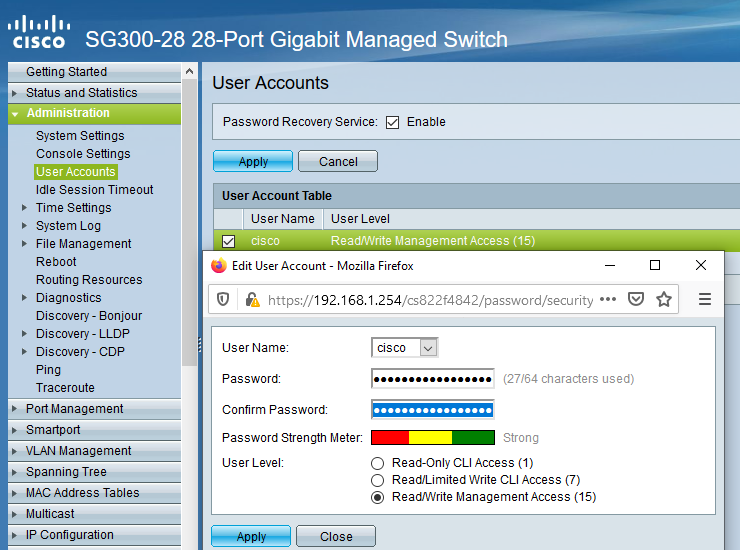 cisco SG300-28 28-Port Gigabit Managed Switch
Getting Started
Status and Statistics
Administration
System Settings
Console Settings
User Accounts
Idle Session Timeout
Time Settings
System Log
File Management
Reboot
Routing Resources
Diagnostics
Discovery - Bonjour
Discovery - LLDP
Discovery - CDP
Ping
Traceroute
Port Management
Smartport
VLAN Management
Spanning Tree
MAC Address Tables
Multicast
IP Configuration
User Accounts
Password Recovery Service: Enable
Apply Cancel
User Account Table
User Name User Level
cisco Read/Write Management Access (15)
Edit User Account - Mozilla Firefox
https://192.168.1.254/cs822f4842/password/security
User Name: cisco
Password: (27/64 characters used)
Confirm Password:
Password Strength Meter: Strong
User Level: Read-Only CLI Access (1)
Read/Limited Write CLI Access (7)
Read/Write Management Access (15)
Apply Close